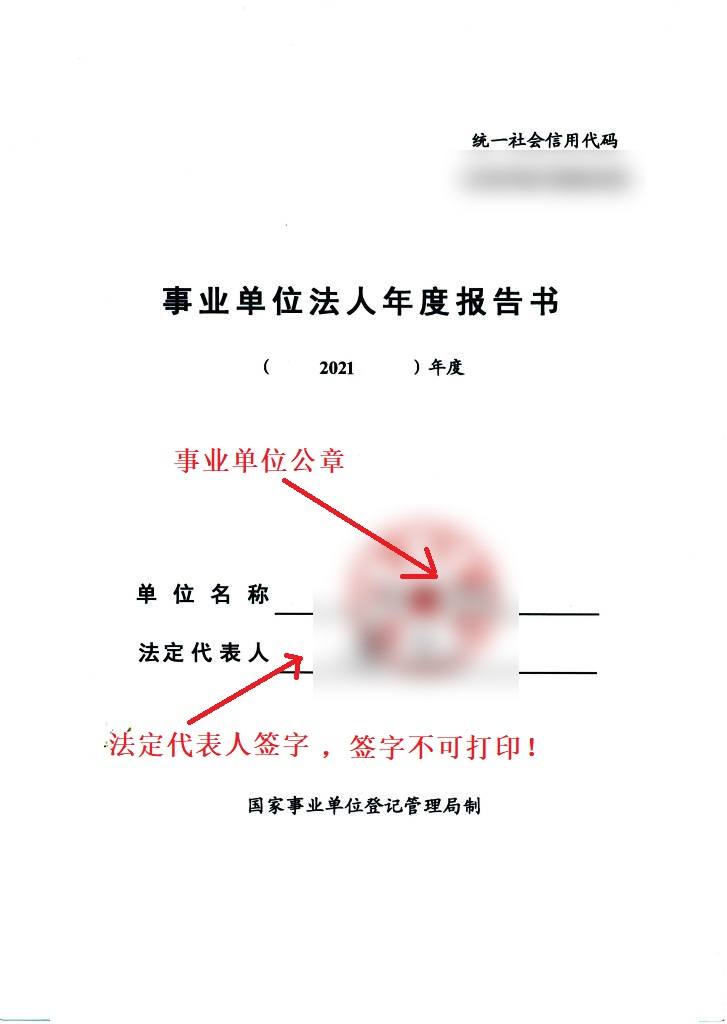 统一社会信用代码
事业单位法人年度报告书
( 2021 )年度
事业单位公章
单位名称
法定代表人
法定代表人签字，签字不可打印！
国家事业单位登记管理局制